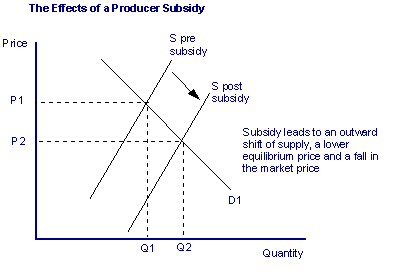 The Effects of a Producer Subsidy
Price
S pre
subsidy
S post
subsidy
P1
P2
Subsidy leads to an outward
shift of supply, a lower
equilibrium price and a fall in
the market price
D1
Q1
Q2
Quantity